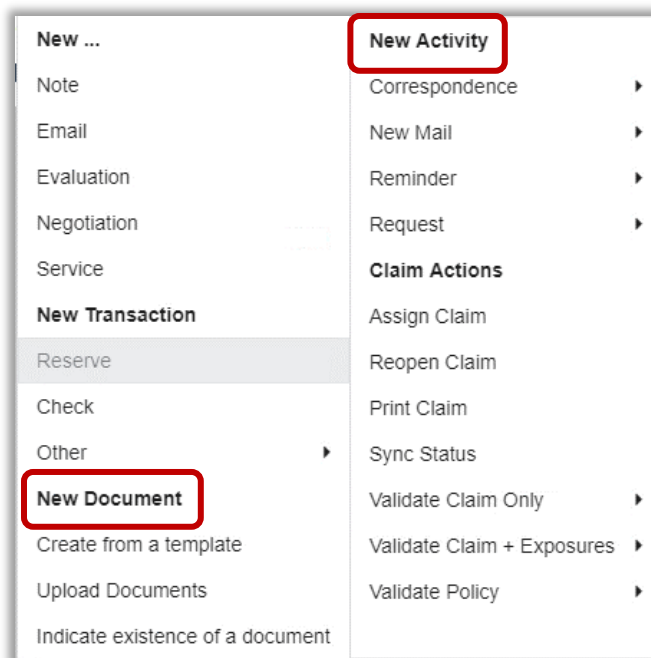 New ...
Note
Email
Evaluation
Negotiation
Service
New Transaction
Reserve
Check
Other
New Document
Create from a template
Upload Documents
Indicate existence of a document
New Activity
Correspondence
New Mail
Reminder
Request
Claim Actions
Assign Claim
Reopen Claim
Print Claim
Sync Status
Validate Claim Only
Validate Claim + Exposures
Validate Policy